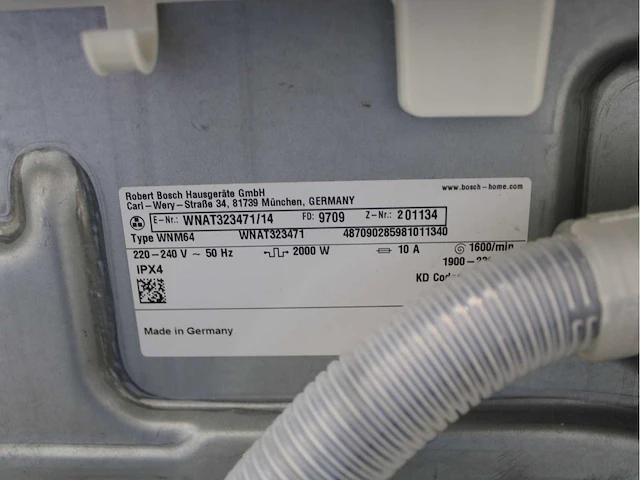 Robert Bosch Hausgeräte GmbH
Carl-Wery-Straße 34, 81739 München, GERMANY
www.bosch-home.com
E-Nr.: WNAT323471/14 FD: 9709 Z-Nr.: 201134
Type WNM64 WNAT323471 487090285981011340
220-240 V ~ 50 Hz 2000 W 10 A 1600/min
IPX4 1900-
KD
Made in Germany